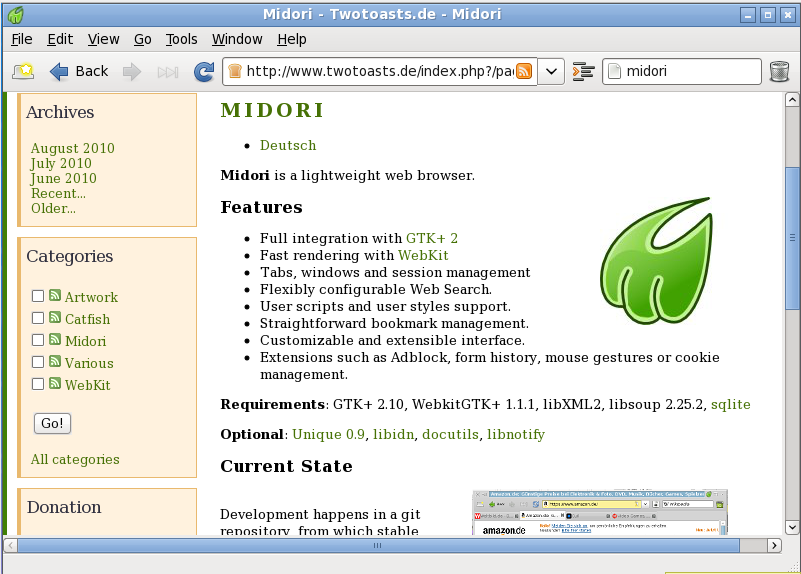 Midori - Twotoasts.de - Midori
File Edit View Go Tools Window Help
Back http://www.twotoasts.de/index.php?/pa midori
Archives
August 2010
July 2010
June 2010
Recent...
Older...
Categories
Artwork
Catfish
Midori
Various
WebKit
Go!
All categories
Donation
MIDORI
Deutsch
Midori is a lightweight web browser.
Features
Full integration with GTK+ 2
Fast rendering with WebKit
Tabs, windows and session management
Flexibly configurable Web Search.
User scripts and user styles support.
Straightforward bookmark management.
Customizable and extensible interface.
Extensions such as Adblock, form history, mouse gestures or cookie
management.
Requirements: GTK+ 2.10, WebkitGTK+ 1.1.1, libXML2, libsoup 2.25.2, sqlite
Optional: Unique 0.9, libidn, docutils, libnotify
Current State
Development happens in a git
repository, from which stable
amazon.de